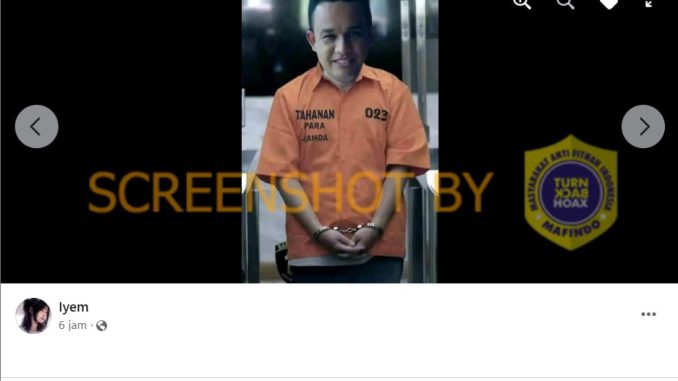 TAHANAN 023
PARA
JANDA
SCREENSHOT BY
MASYARAKAT ANTI FITNAH INDONESIA
TURN
BACK
HOAX
MAFINDO
Iyem
6 jam ·